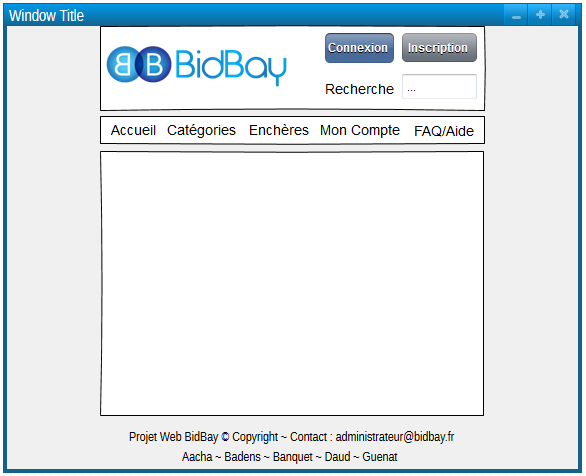 Window Title
BB BidBay
Connexion Inscription
Recherche ...
Accueil Catégories Enchères Mon Compte FAQ/Aide
Projet Web BidBay © Copyright ~ Contact : administrateur@bidbay.fr
Aacha ~ Badens ~ Banquet ~ Daud ~ Guenat